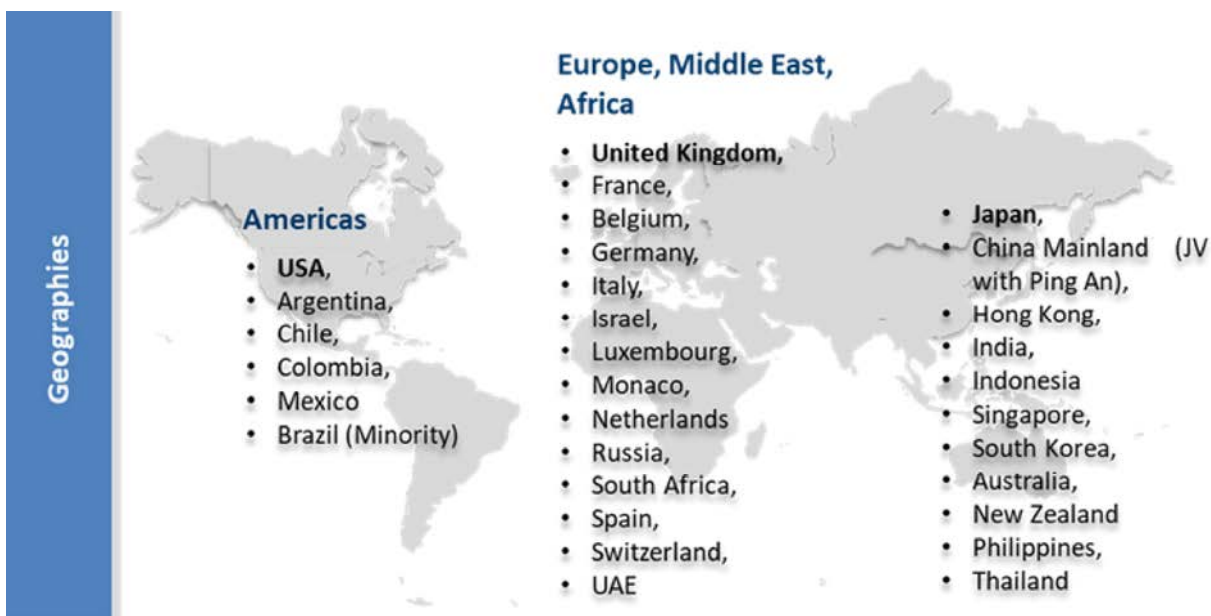 Geographies
Americas
• USA,
• Argentina,
• Chile,
• Colombia,
• Mexico
• Brazil (Minority)
Europe, Middle East,
Africa
• United Kingdom,
• France,
• Belgium,
• Germany,
• Italy,
• Israel,
• Luxembourg,
• Monaco,
• Netherlands
• Russia,
• South Africa,
• Spain,
• Switzerland,
• UAE
• Japan,
• China Mainland (JV
with Ping An),
• Hong Kong,
• India,
• Indonesia
• Singapore,
• South Korea,
• Australia,
• New Zealand
• Philippines,
• Thailand